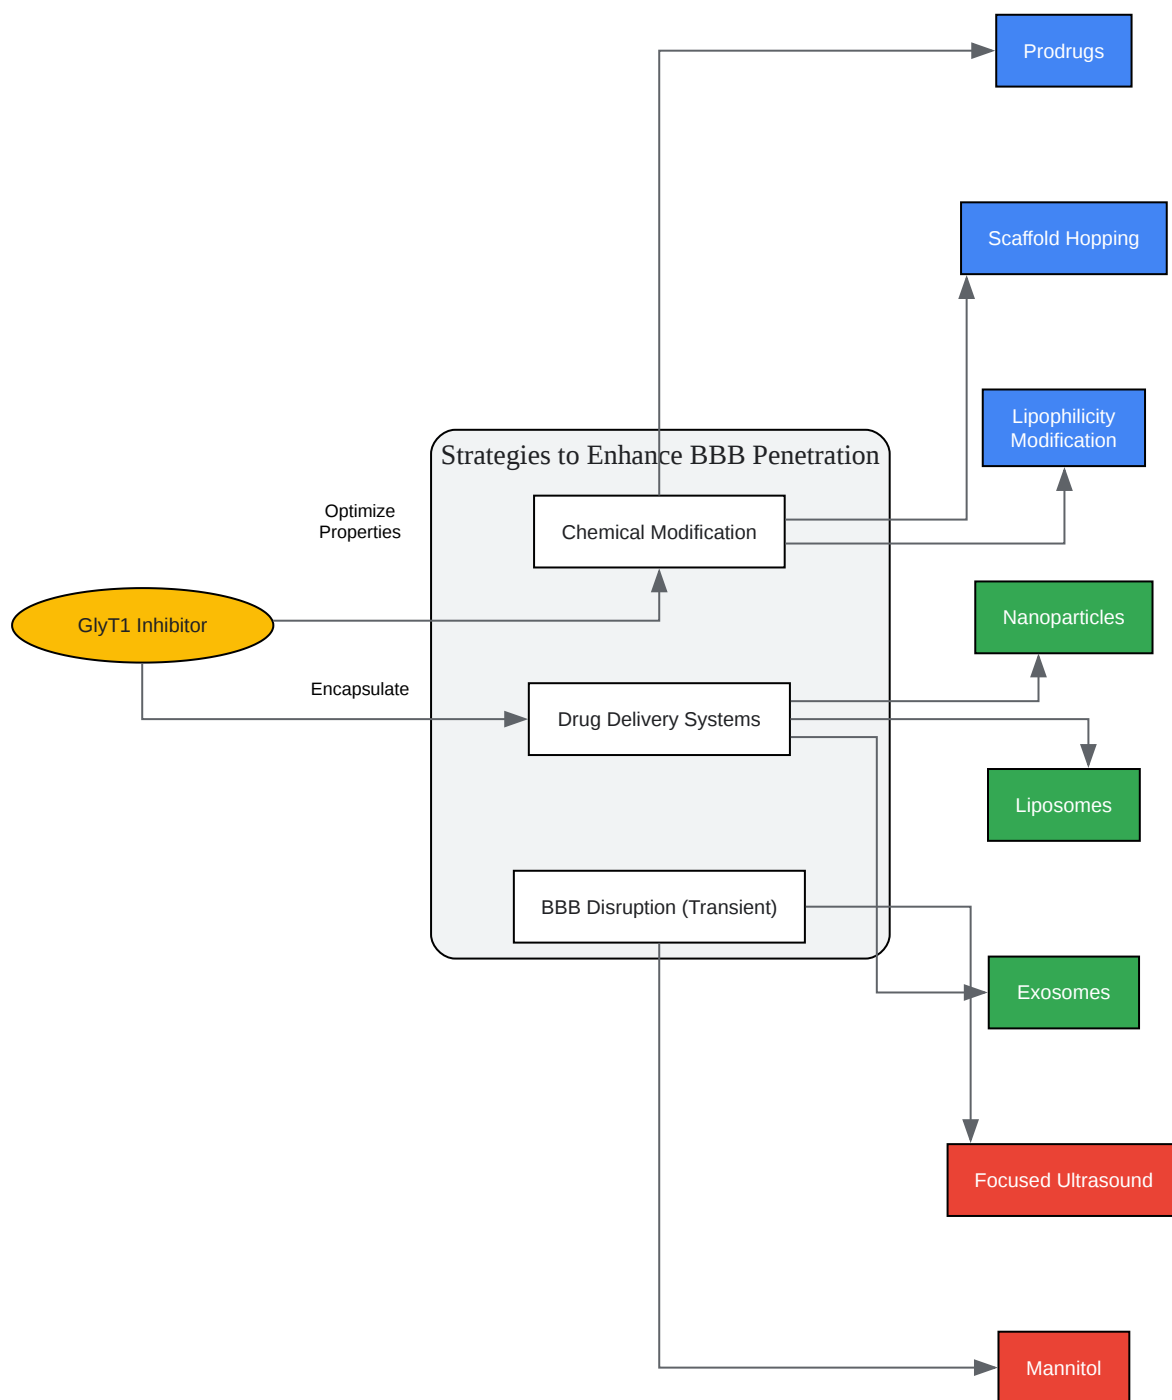 Prodrugs
Scaffold Hopping
Lipophilicity
Modification
Strategies to Enhance BBB Penetration
Optimize
Properties
Chemical Modification
GlyT1 Inhibitor
Nanoparticles
Encapsulate
Drug Delivery Systems
Liposomes
BBB Disruption (Transient)
Exosomes
Focused Ultrasound
Mannitol